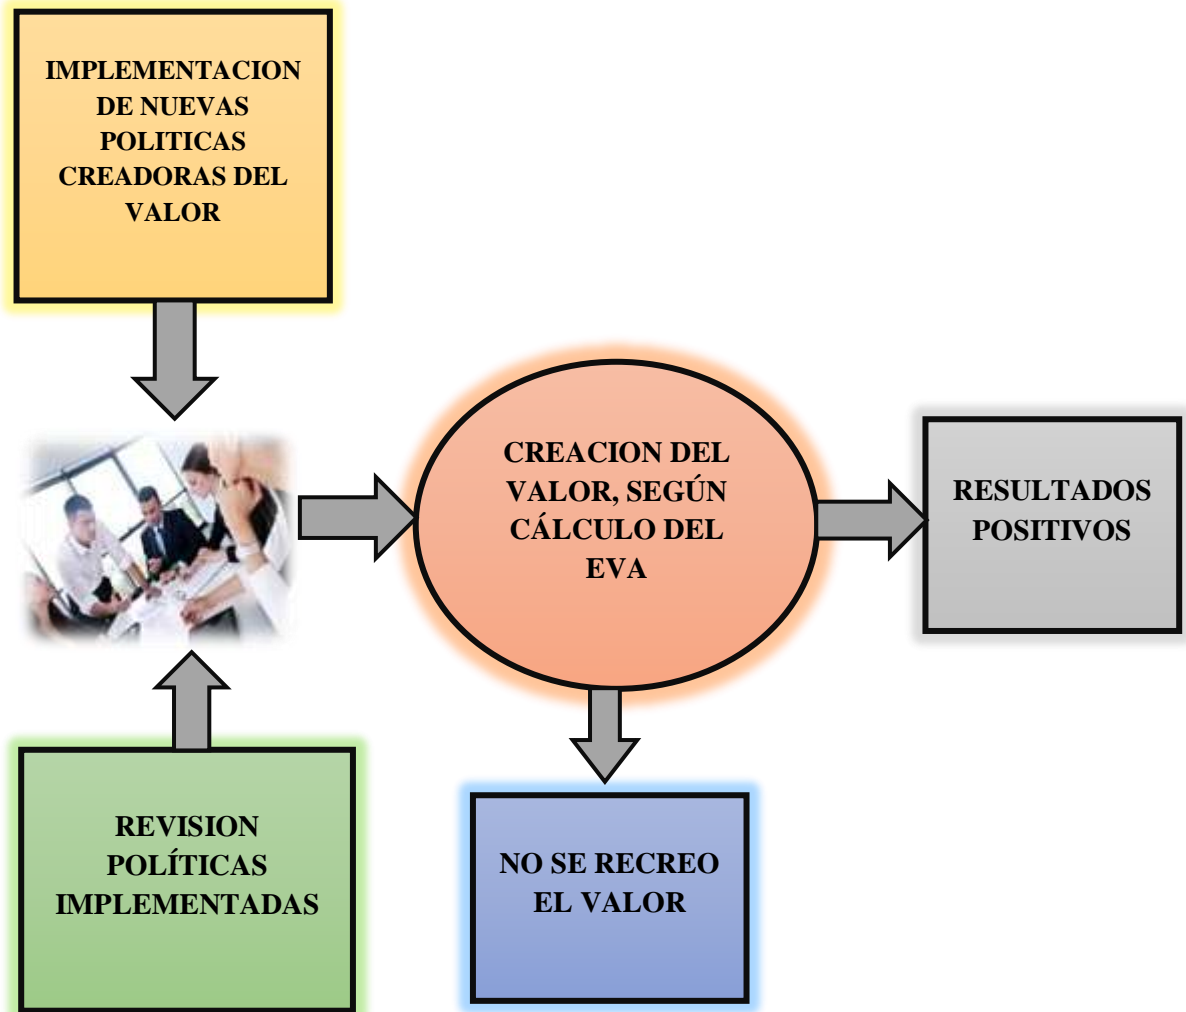 IMPLEMENTACION
DE NUEVAS
POLITICAS
CREADORAS DEL
VALOR
CREACION DEL
VALOR, SEGÚN
CÁLCULO DEL
EVA
RESULTADOS
POSITIVOS
REVISION
POLÍTICAS
IMPLEMENTADAS
NO SE RECREO
EL VALOR